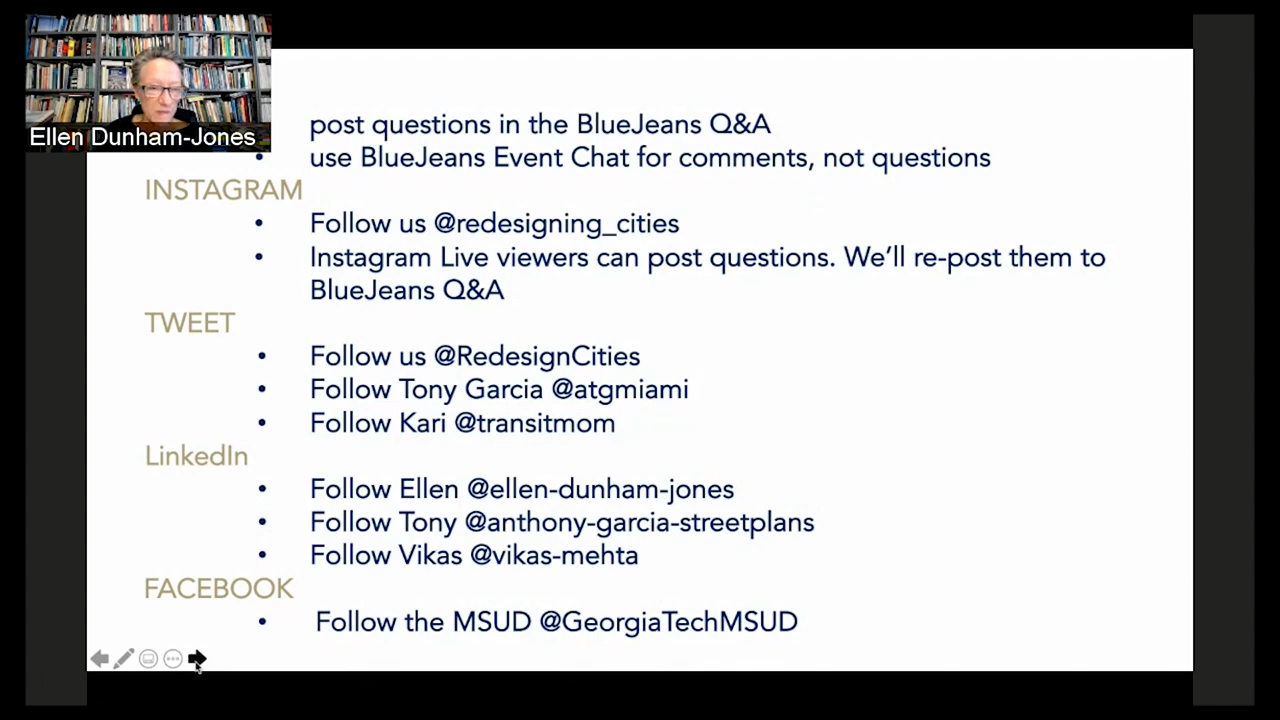 Ellen Dunham-Jones
post questions in the BlueJeans Q&A
• use BlueJeans Event Chat for comments, not questions
INSTAGRAM
• Follow us @redesigning_cities
• Instagram Live viewers can post questions. We’ll re-post them to
BlueJeans Q&A
TWEET
• Follow us @RedesignCities
• Follow Tony Garcia @atgmiami
• Follow Kari @transitmom
LinkedIn
• Follow Ellen @ellen-dunham-jones
• Follow Tony @anthony-garcia-streetplans
• Follow Vikas @vikas-mehta
FACEBOOK
• Follow the MSUD @GeorgiaTechMSUD